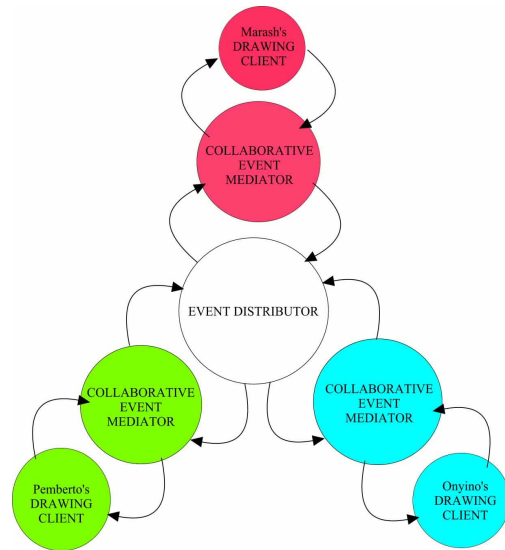 Marash's
DRAWING
CLIENT
COLLABORATIVE
EVENT
MEDIATOR
EVENT DISTRIBUTOR
COLLABORATIVE
EVENT
MEDIATOR
COLLABORATIVE
EVENT
MEDIATOR
Pemberto's
DRAWING
CLIENT
Onyino's
DRAWING
CLIENT